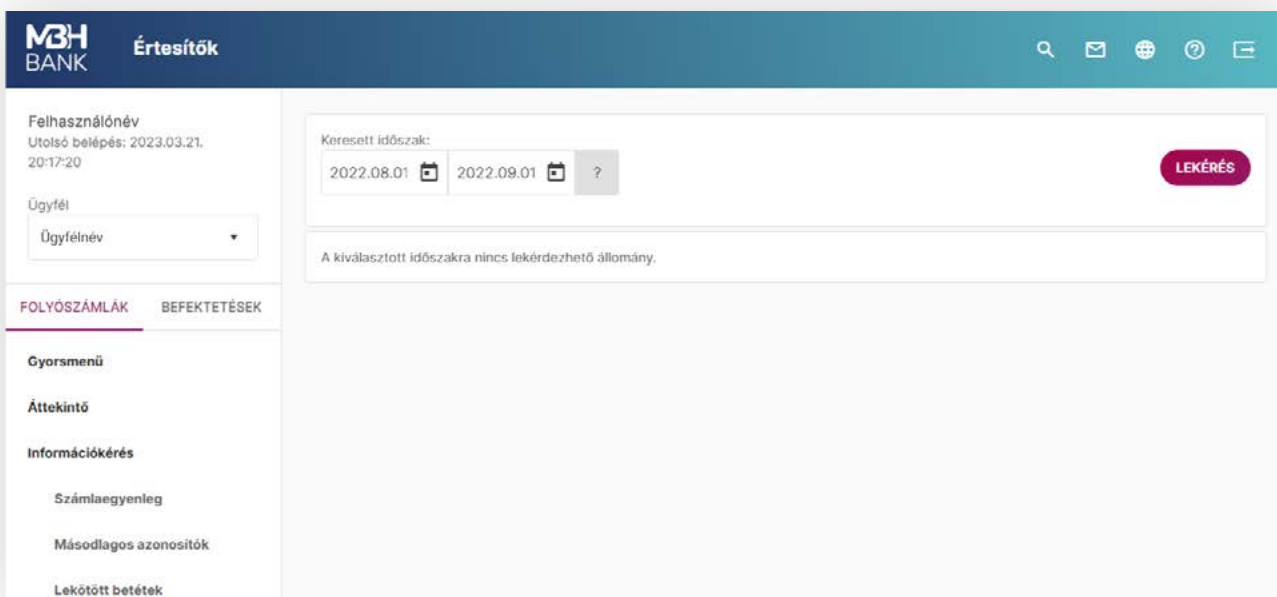 MBH
BANK
Értesítők
Felhasználónév
Utolsó belépés: 2023.03.21.
20:17:20
Ügyfél
Ügyfélnév
Keresett időszak:
2022.08.01 2022.09.01 ?
LEKÉRÉS
A kiválasztott időszakra nincs lekérdezhető állomány.
FOLYÓSZÁMLÁK BEFEKTETÉSEK
Gyorsmenü
Áttekintő
Információkérés
Számlaegyenleg
Másodlagos azonosítók
Lekötött betétek